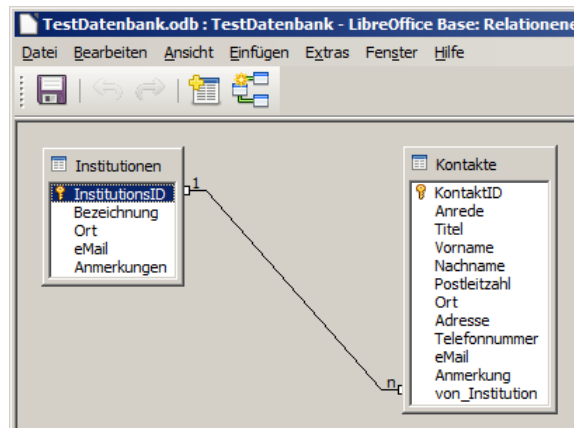 TestDatenbank.odb : TestDatenbank - LibreOffice Base: Relationene
Datei Bearbeiten Ansicht Einfügen Extras Fenster Hilfe
Institutionen
InstitutionsID
Bezeichnung
Ort
eMail
Anmerkungen
1
n
Kontakte
KontaktID
Anrede
Titel
Vorname
Nachname
Postleitzahl
Ort
Adresse
Telefonnummer
eMail
Anmerkung
von_Institution